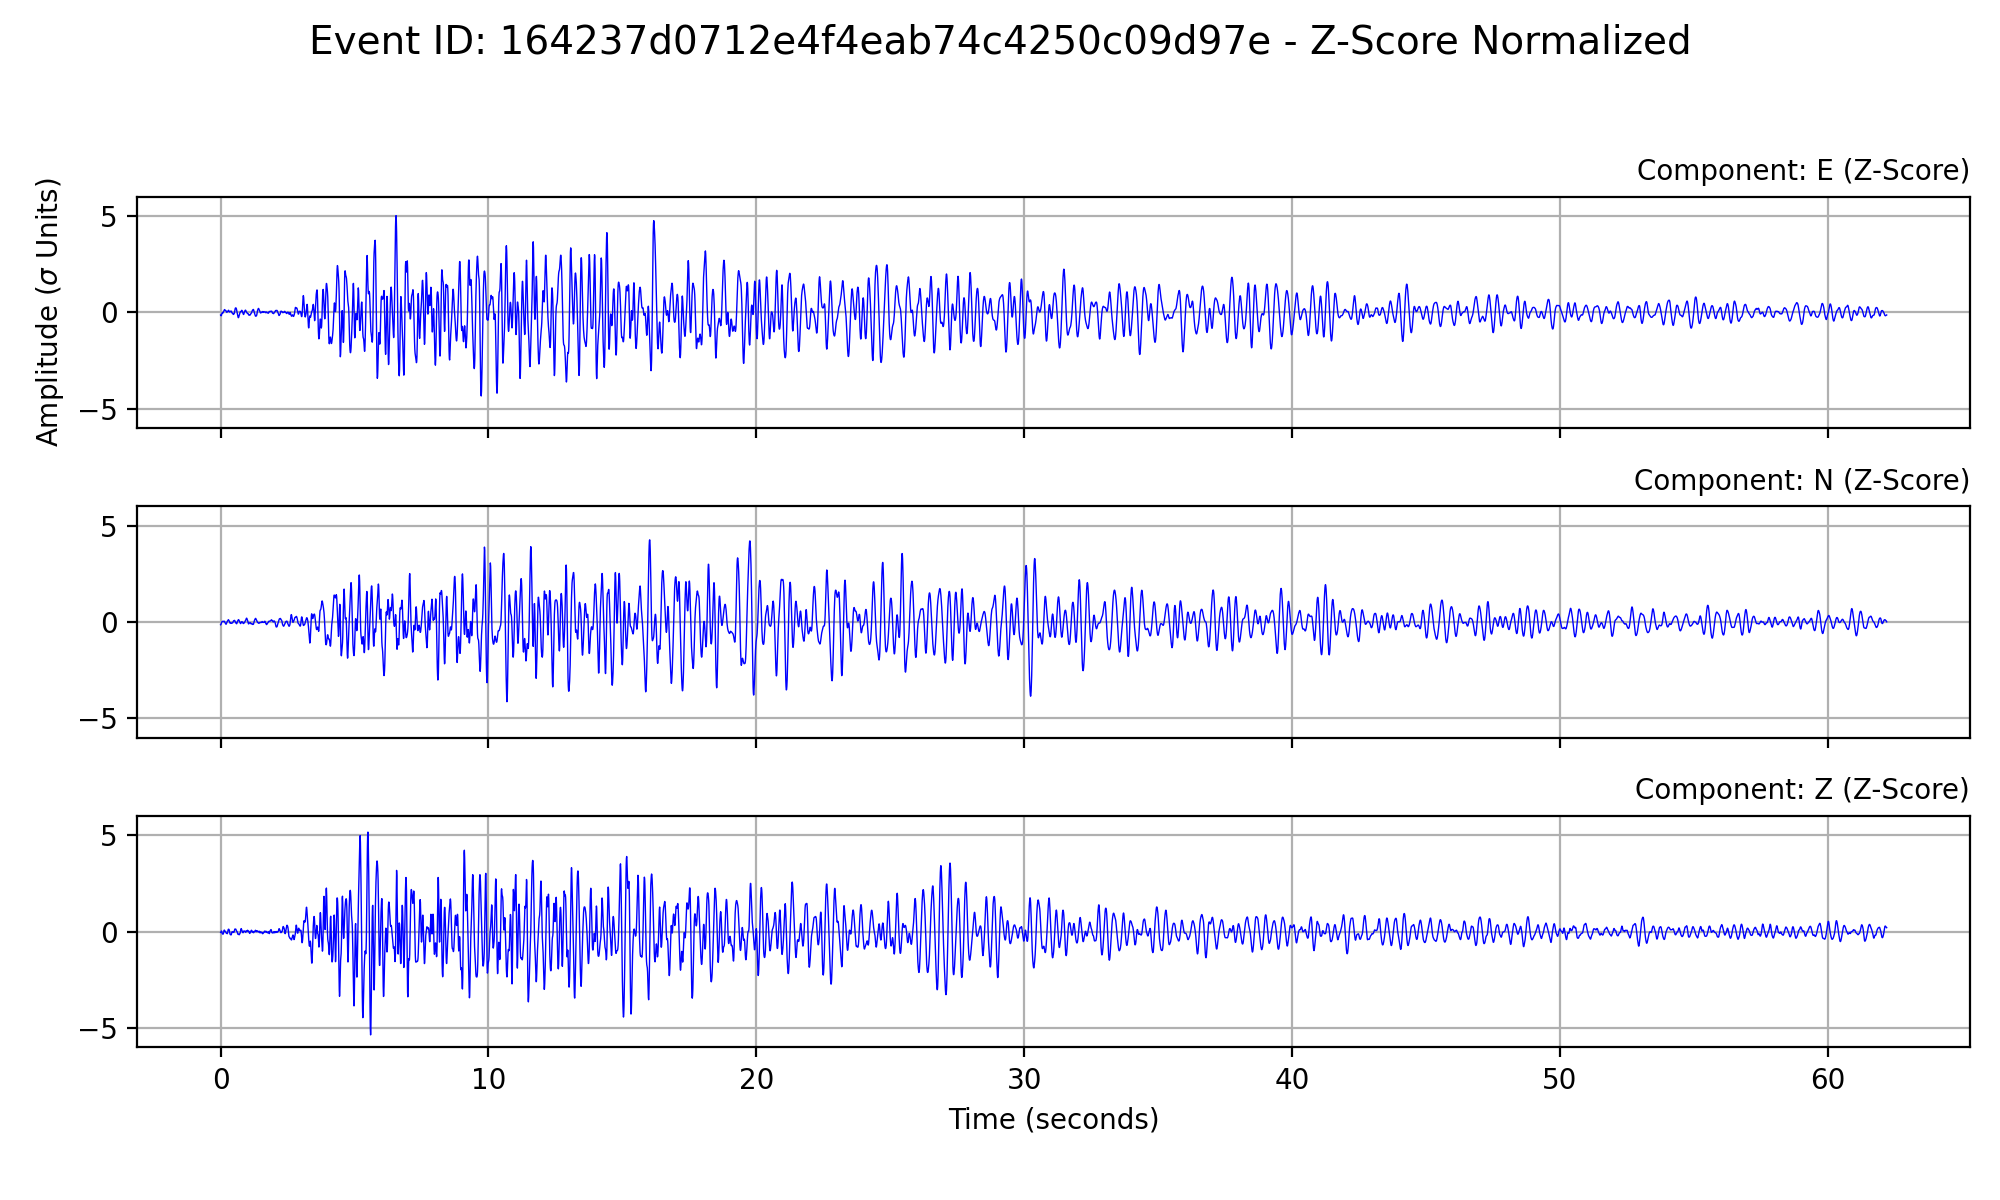 Event ID: 164237d0712e4f4eab74c4250c09d97e - Z-Score Normalized
Component: E (Z-Score)
Amplitude (σ Units)
5
0
−5
Component: N (Z-Score)
5
0
−5
Component: Z (Z-Score)
5
0
−5
0 10 20 30 40 50 60
Time (seconds)